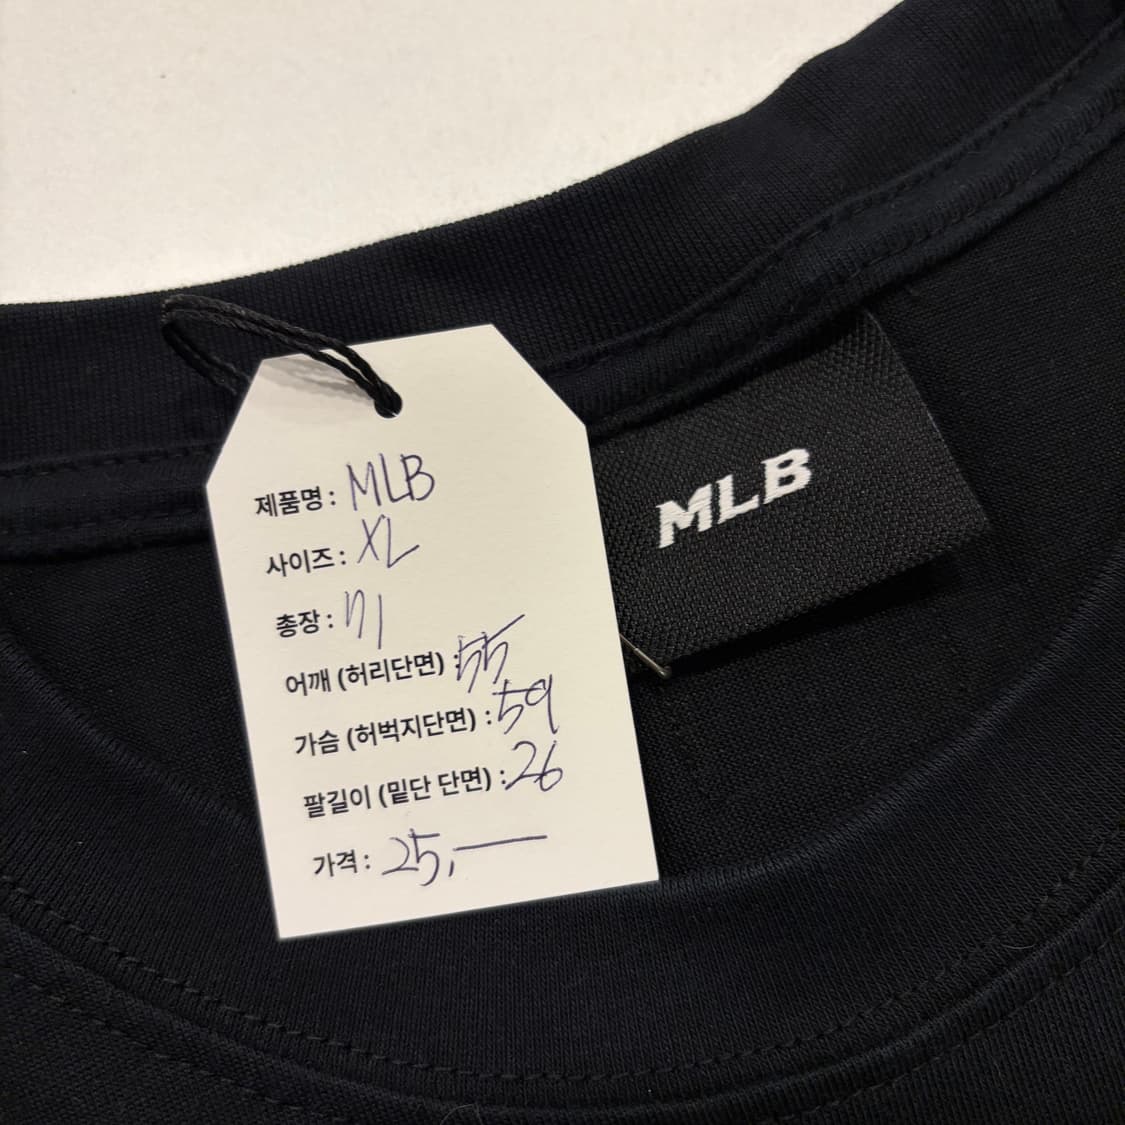 제품명 : MLB
사이즈 : XL
총장 : 71
어깨 (허리단면) : 55
가슴 (허벅지단면) : 59
팔길이 (밑단 단면) : 26
가격 : 25,―
MLB